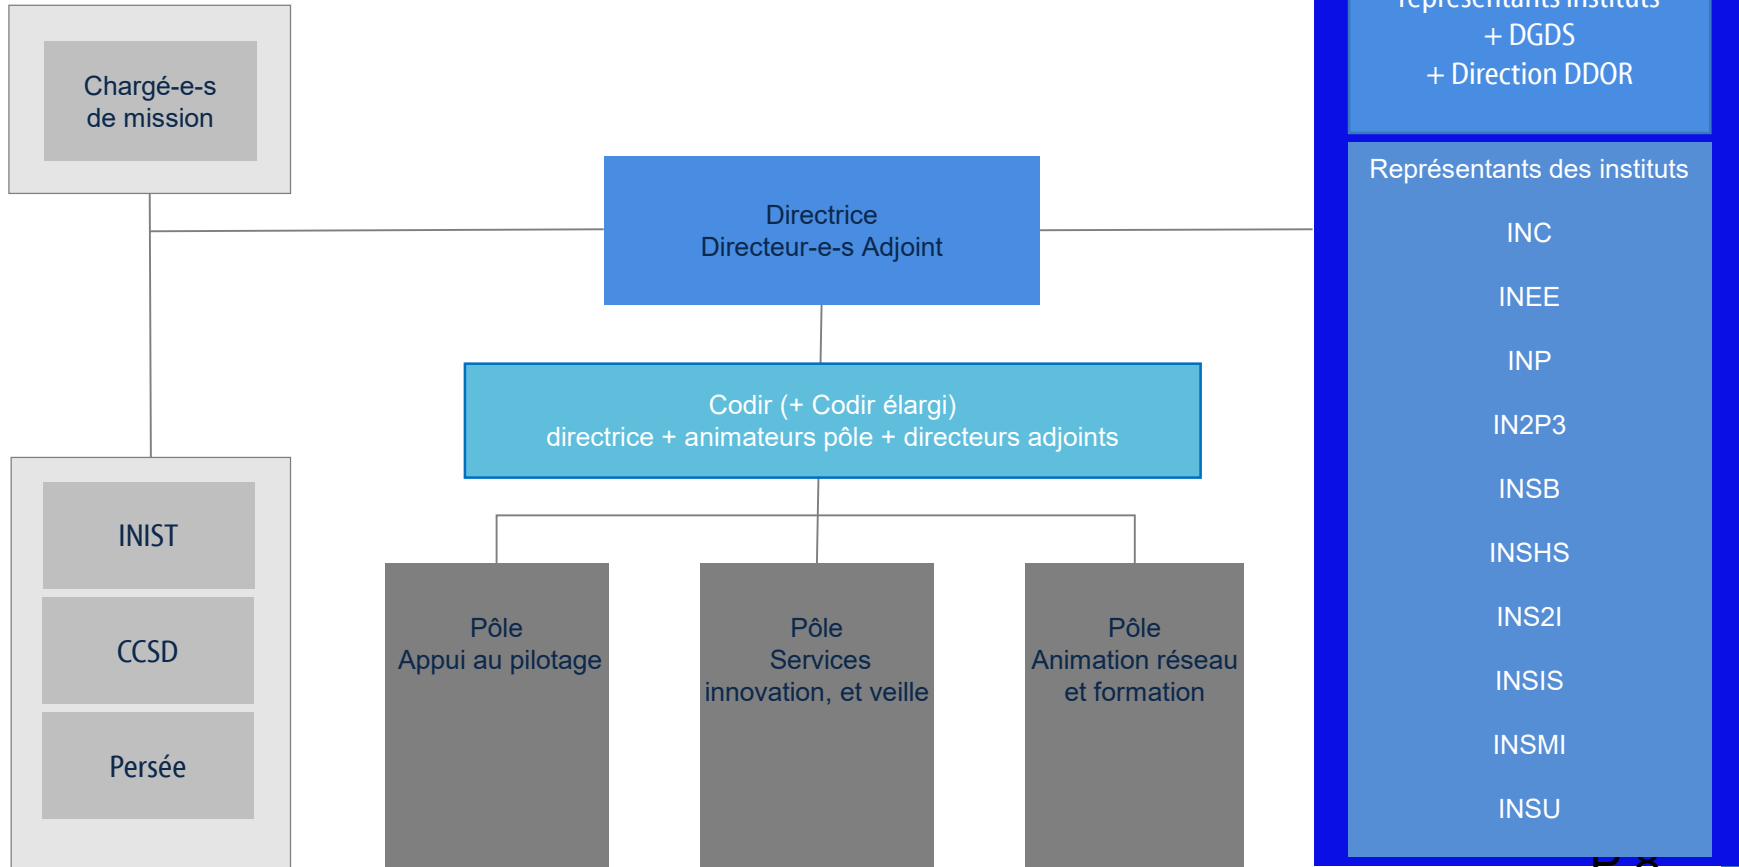 Chargé-e-s
de mission
INIST
CCSD
Persée
Directrice
Directeur-e-s Adjoint
Codir (+ Codir élargi)
directrice + animateurs pôle + directeurs adjoints
Pôle
Appui au pilotage
Pôle
Services
innovation, et veille
Pôle
Animation réseau
et formation
représentants instituts
+ DGDS
+ Direction DDOR
Représentants des instituts
INC
INEE
INP
IN2P3
INSB
INSHS
INS2I
INSIS
INSMI
INSU